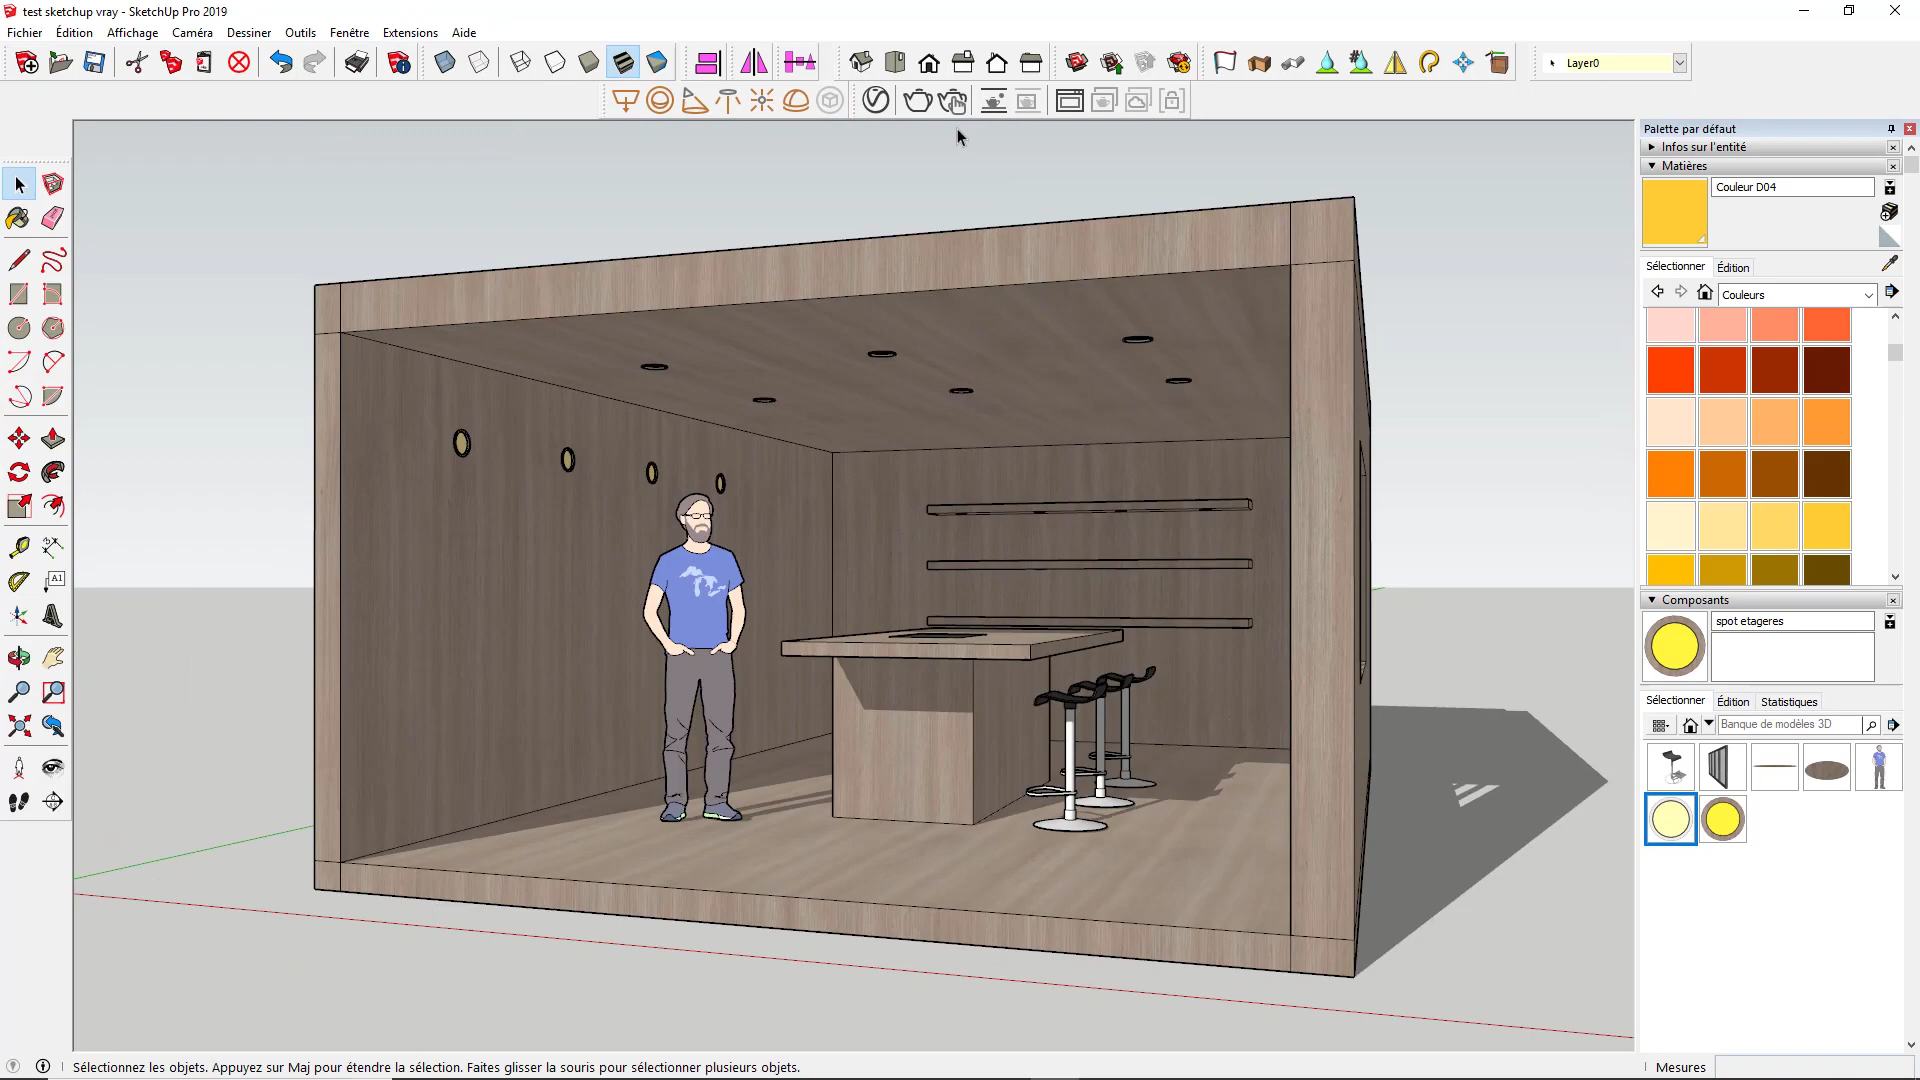 test sketchup vray - SketchUp Pro 2019
Fichier Édition Affichage Caméra Dessiner Outils Fenêtre Extensions Aide
Layer0
Palette par défaut
Infos sur l'entité
Matières
Couleur D04
Sélectionner Édition
Couleurs
A1
Composants
spot etageres
Sélectionner Édition Statistiques
Banque de modèles 3D
Sélectionnez les objets. Appuyez sur Maj pour étendre la sélection. Faites glisser la souris pour sélectionner plusieurs objets.
Mesures